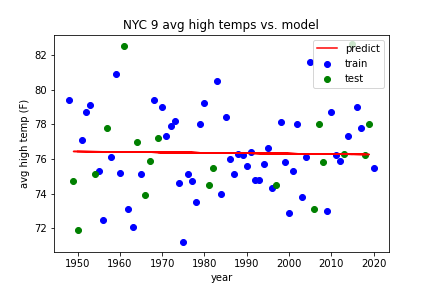 NYC 9 avg high temps vs. model
predict
train
test
avg high temp (F)
82
80
78
76
74
72
1950
1960
1970
1980
1990
2000
2010
2020
year